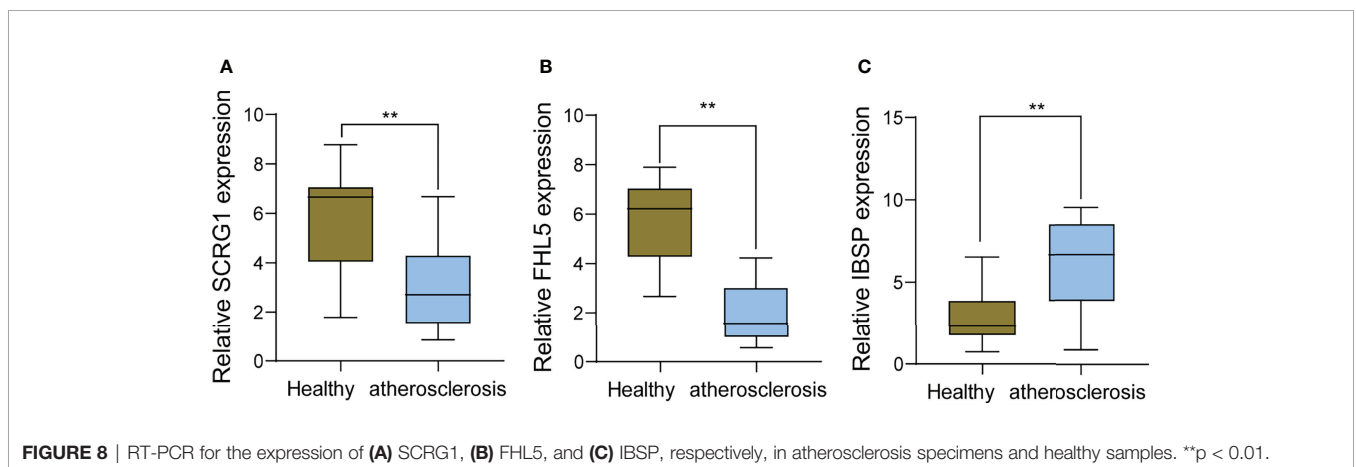 A
Relative SCRG1 expression
10
8
6
4
2
0
**
Healthy atherosclerosis
B
Relative FHL5 expression
10
8
6
4
2
0
**
Healthy atherosclerosis
C
Relative IBSP expression
15
10
5
0
**
Healthy atherosclerosis
FIGURE 8 | RT-PCR for the expression of (A) SCRG1, (B) FHL5, and (C) IBSP, respectively, in atherosclerosis specimens and healthy samples. **p < 0.01.